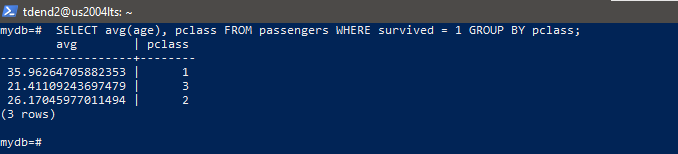 tdend2@us2004lts: ~
mydb=#  SELECT avg(age), pclass FROM passengers WHERE survived = 1 GROUP BY pclass;
       avg        | pclass
------------------+--------
 35.96264705882353 |      1
 21.41109243697479 |      3
 26.17045977011494 |      2
(3 rows)
mydb=#